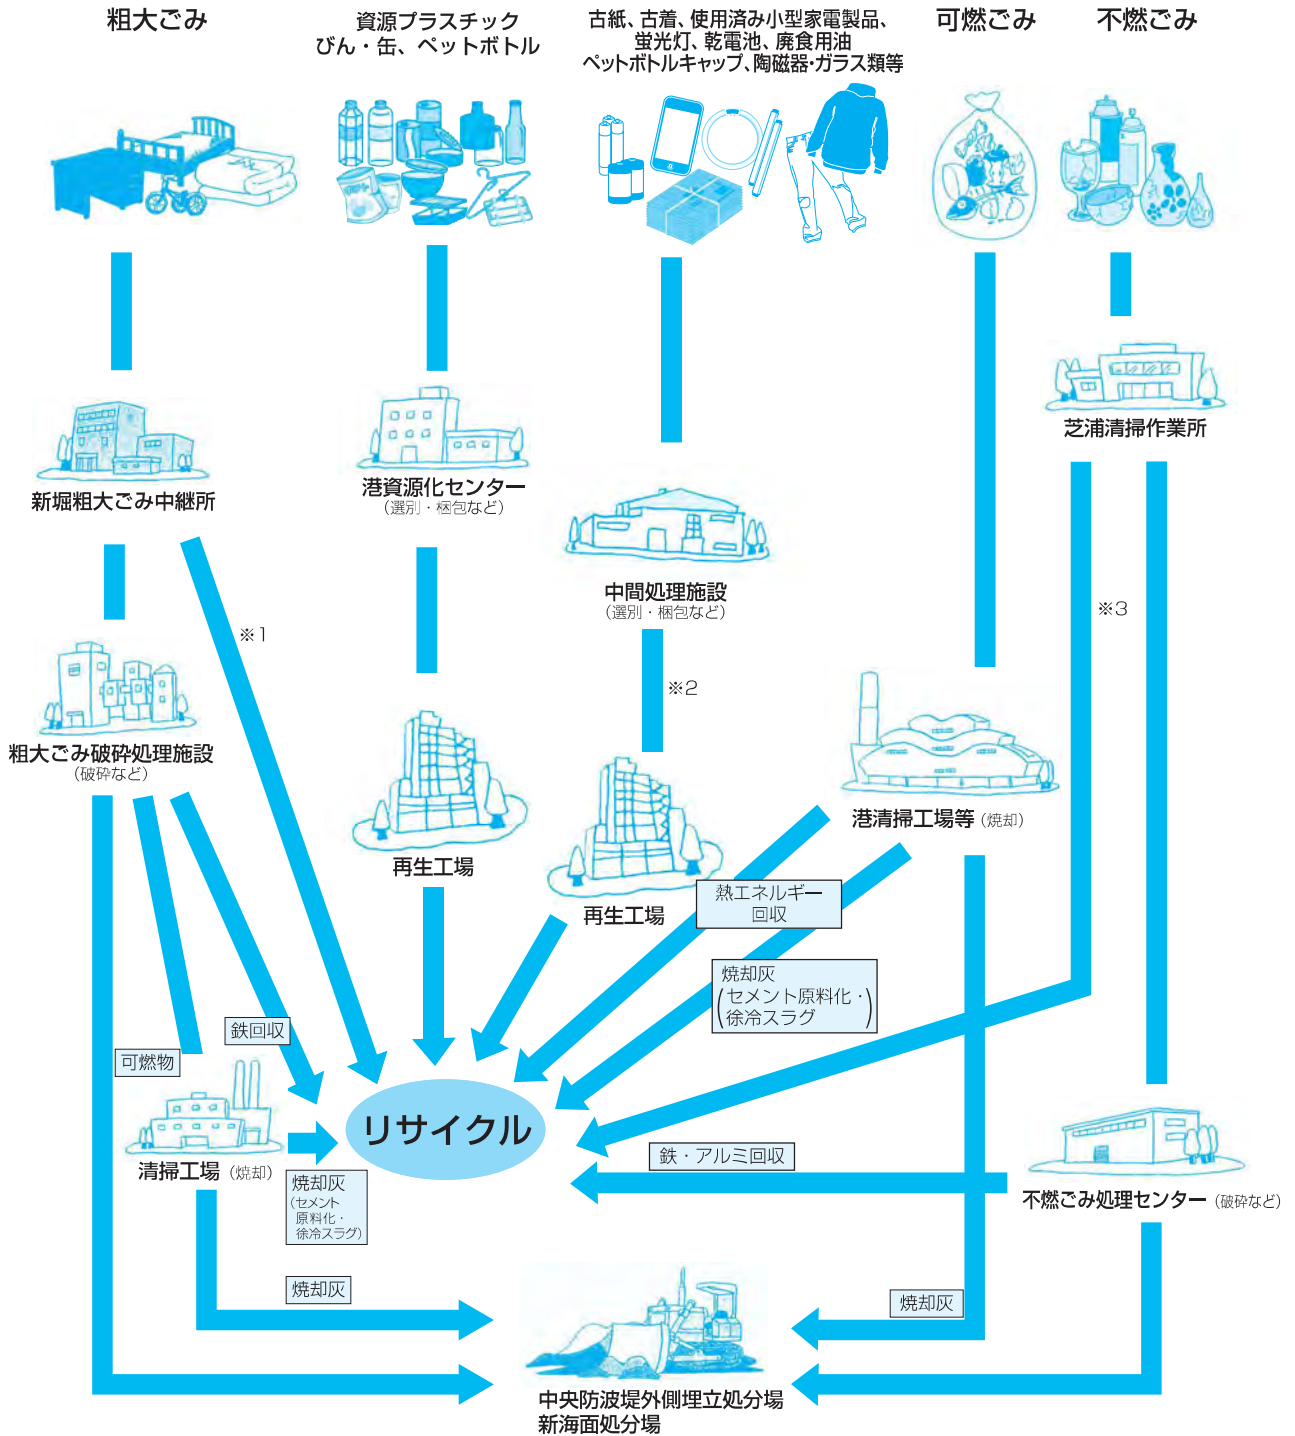 粗大ごみ
資源プラスチック
びん・缶、ペットボトル
古紙、古着、使用済み小型家電製品、
蛍光灯、乾電池、廃食用油
ペットボトルキャップ、陶磁器・ガラス類等
可燃ごみ
不燃ごみ
芝浦清掃作業所
新堀粗大ごみ中継所
港資源化センター
（選別・梱包など）
中間処理施設
（選別・梱包など）
※1
※2
※3
粗大ごみ破砕処理施設
（破砕など）
港清掃工場等（焼却）
再生工場
再生工場
熱エネルギー
回収
焼却灰
（セメント原料化・
徐冷スラグ）
鉄回収
可燃物
リサイクル
鉄・アルミ回収
清掃工場（焼却）
焼却灰
（セメント
原料化・
徐冷スラグ）
不燃ごみ処理センター（破砕など）
焼却灰
焼却灰
中央防波堤外側埋立処分場
新海面処分場